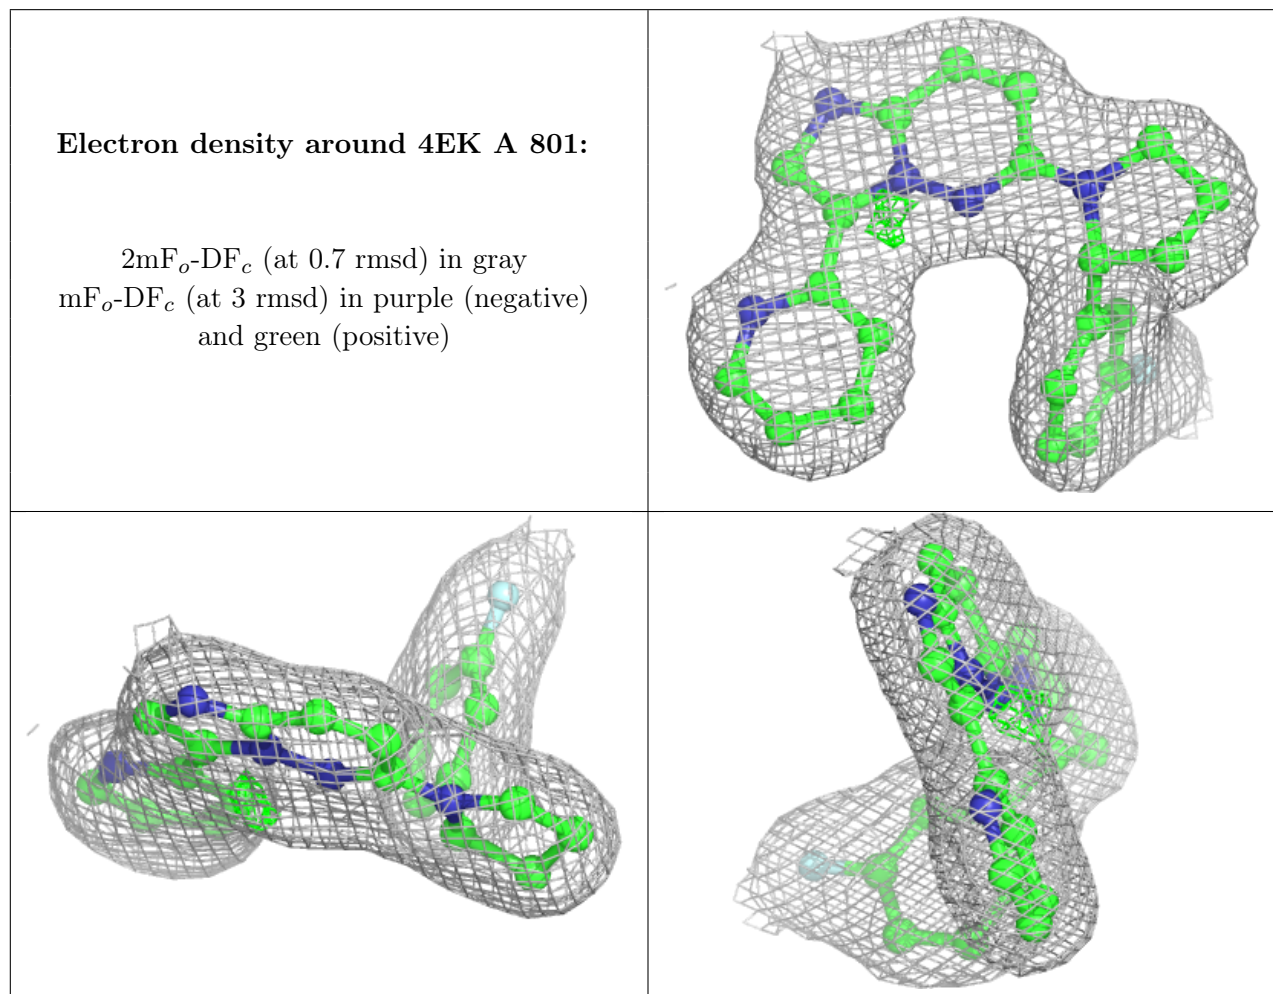 Electron density around 4EK A 801:
2mFo-DFc (at 0.7 rmsd) in gray
mFo-DFc (at 3 rmsd) in purple (negative)
and green (positive)